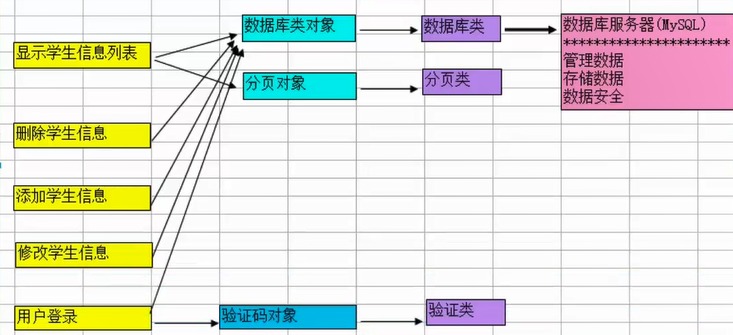 数据库类对象
数据库类
数据库服务器(MySQL)
**********************
管理数据
存储数据
数据安全
显示学生信息列表
分页对象
分页类
删除学生信息
添加学生信息
修改学生信息
用户登录
验证码对象
验证类